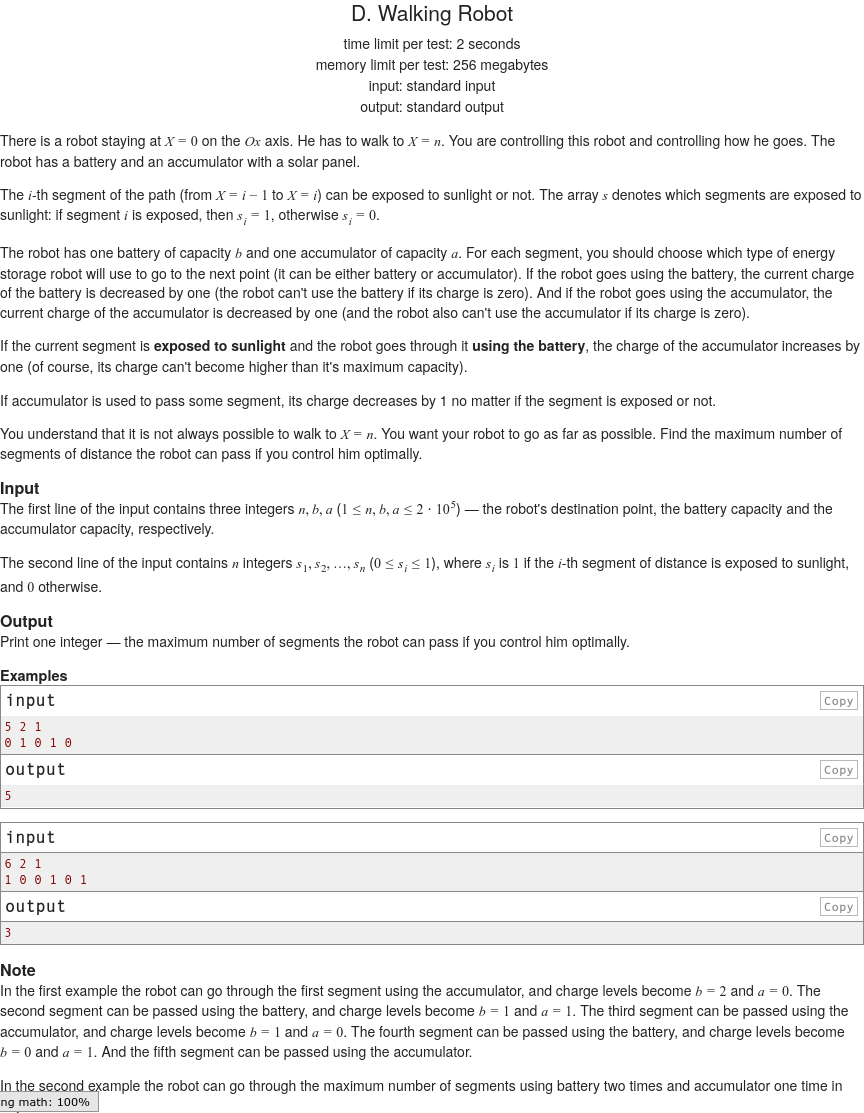 D. Walking Robot
time limit per test: 2 seconds
memory limit per test: 256 megabytes
input: standard input
output: standard output
There is a robot staying at X = 0 on the Ox axis. He has to walk to X = n. You are controlling this robot and controlling how he goes. The
robot has a battery and an accumulator with a solar panel.
The i-th segment of the path (from X = i − 1 to X = i) can be exposed to sunlight or not. The array s denotes which segments are exposed to
sunlight: if segment i is exposed, then s_i = 1, otherwise s_i = 0.
The robot has one battery of capacity b and one accumulator of capacity a. For each segment, you should choose which type of energy
storage robot will use to go to the next point (it can be either battery or accumulator). If the robot goes using the battery, the current charge
of the battery is decreased by one (the robot can't use the battery if its charge is zero). And if the robot goes using the accumulator, the
current charge of the accumulator is decreased by one (and the robot also can't use the accumulator if its charge is zero).
If the current segment is exposed to sunlight and the robot goes through it using the battery, the charge of the accumulator increases by
one (of course, its charge can't become higher than it's maximum capacity).
If accumulator is used to pass some segment, its charge decreases by 1 no matter if the segment is exposed or not.
You understand that it is not always possible to walk to X = n. You want your robot to go as far as possible. Find the maximum number of
segments of distance the robot can pass if you control him optimally.
Input
The first line of the input contains three integers n, b, a (1 ≤ n, b, a ≤ 2 · 10^5) — the robot's destination point, the battery capacity and the
accumulator capacity, respectively.
The second line of the input contains n integers s_1, s_2, …, s_n (0 ≤ s_i ≤ 1), where s_i is 1 if the i-th segment of distance is exposed to sunlight,
and 0 otherwise.
Output
Print one integer — the maximum number of segments the robot can pass if you control him optimally.
Examples
input Copy
5 2 1
0 1 0 1 0
output Copy
5
input Copy
6 2 1
1 0 0 1 0 1
output Copy
3
Note
In the first example the robot can go through the first segment using the accumulator, and charge levels become b = 2 and a = 0. The
second segment can be passed using the battery, and charge levels become b = 1 and a = 1. The third segment can be passed using the
accumulator, and charge levels become b = 1 and a = 0. The fourth segment can be passed using the battery, and charge levels become
b = 0 and a = 1. And the fifth segment can be passed using the accumulator.
In the second example the robot can go through the maximum number of segments using battery two times and accumulator one time in
ng math: 100%